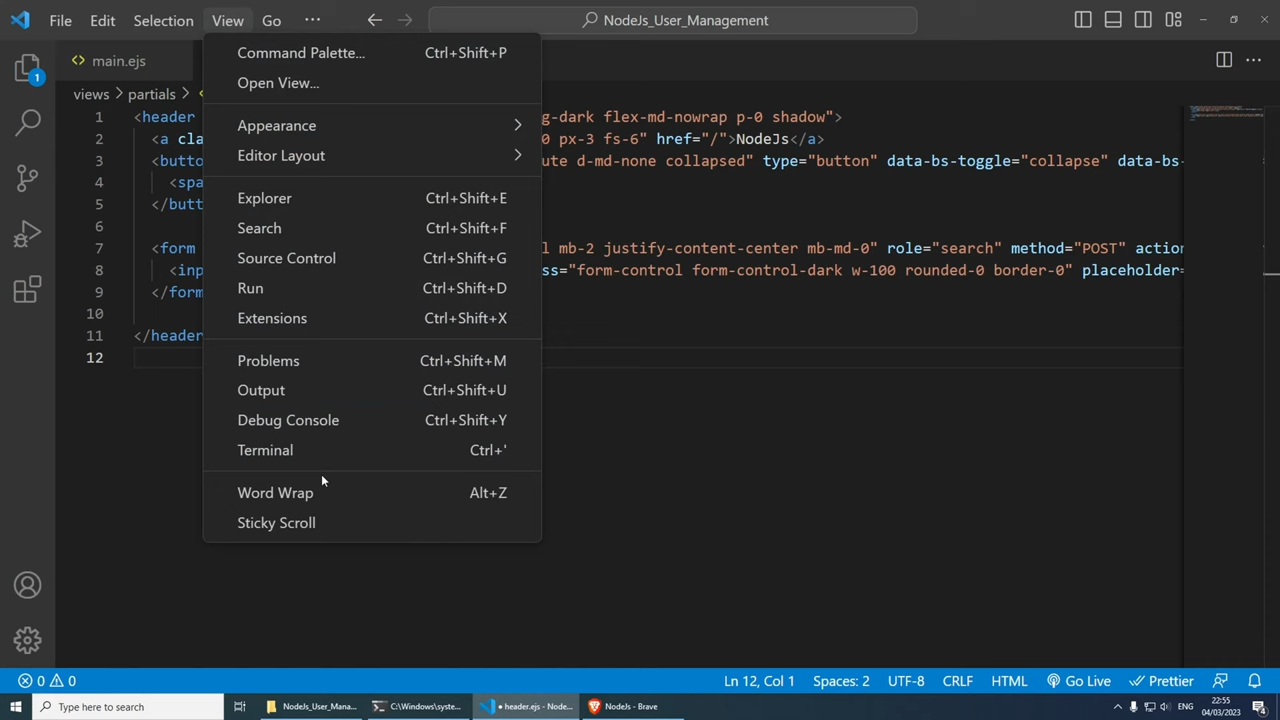 File Edit Selection View Go ··· NodeJs_User_Management
main.ejs
views > partials >
Command Palette... Ctrl+Shift+P
Open View...
Appearance
Editor Layout
Explorer Ctrl+Shift+E
Search Ctrl+Shift+F
Source Control Ctrl+Shift+G
Run Ctrl+Shift+D
Extensions Ctrl+Shift+X
Problems Ctrl+Shift+M
Output Ctrl+Shift+U
Debug Console Ctrl+Shift+Y
Terminal Ctrl+'
Word Wrap Alt+Z
Sticky Scroll
1 <header g-dark flex-md-nowrap p-0 shadow">
2 <a cla 0 px-3 fs-6" href="/">NodeJs</a>
3 <button ute d-md-none collapsed" type="button" data-bs-toggle="collapse" data-bs-
4 <spa
5 </butt
6
7 <form l mb-2 justify-content-center mb-md-0" role="search" method="POST" action
8 <inp ss="form-control form-control-dark w-100 rounded-0 border-0" placeholder=
9 </form
10
11 </header
12
1
0 0 Ln 12, Col 1 Spaces: 2 UTF-8 CRLF HTML Go Live Prettier
Type here to search NodeJs_User_Mana... C:\Windows\syste... • header.ejs - Node... NodeJs - Brave ENG 22:55
04/03/2023
4